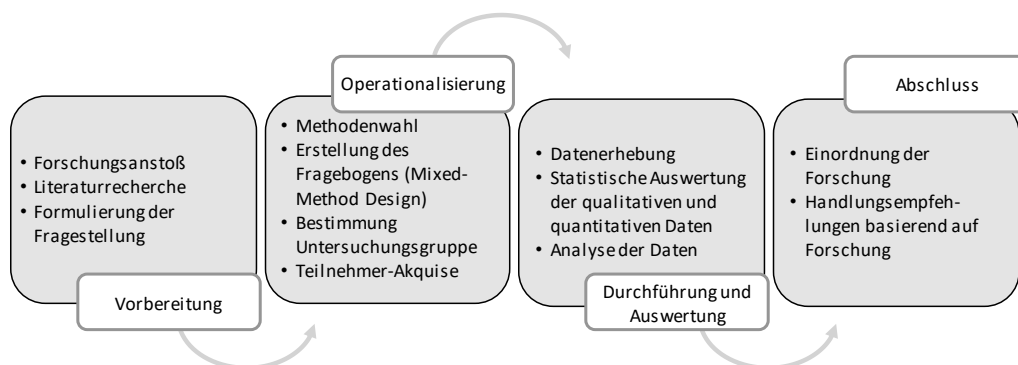 • Forschungsanstoß
• Literaturrecherche
• Formulierung der
Fragestellung
Vorbereitung
Operationalisierung
• Methodenwahl
• Erstellung des
Fragebogens (Mixed-
Method Design)
• Bestimmung
Untersuchungsgruppe
• Teilnehmer-Akquise
• Datenerhebung
• Statistische Auswertung
der qualitativen und
quantitativen Daten
• Analyse der Daten
Durchführung und
Auswertung
Abschluss
• Einordnung der
Forschung
• Handlungsempfeh-
lungen basierend auf
Forschung